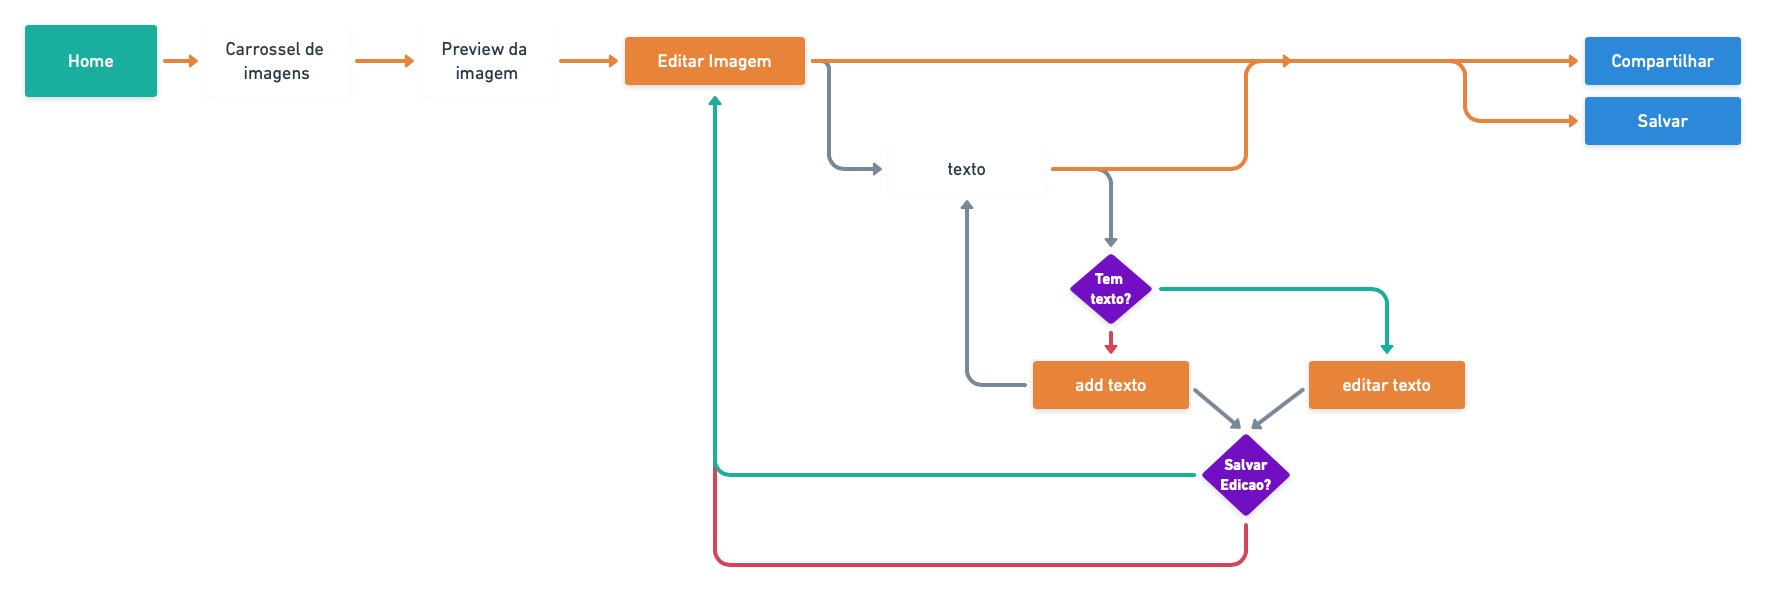 Home
Carrossel de
imagens
Preview da
imagem
Editar Imagem
Compartilhar
Salvar
texto
Tem
texto?
add texto
editar texto
Salvar
Edicao?